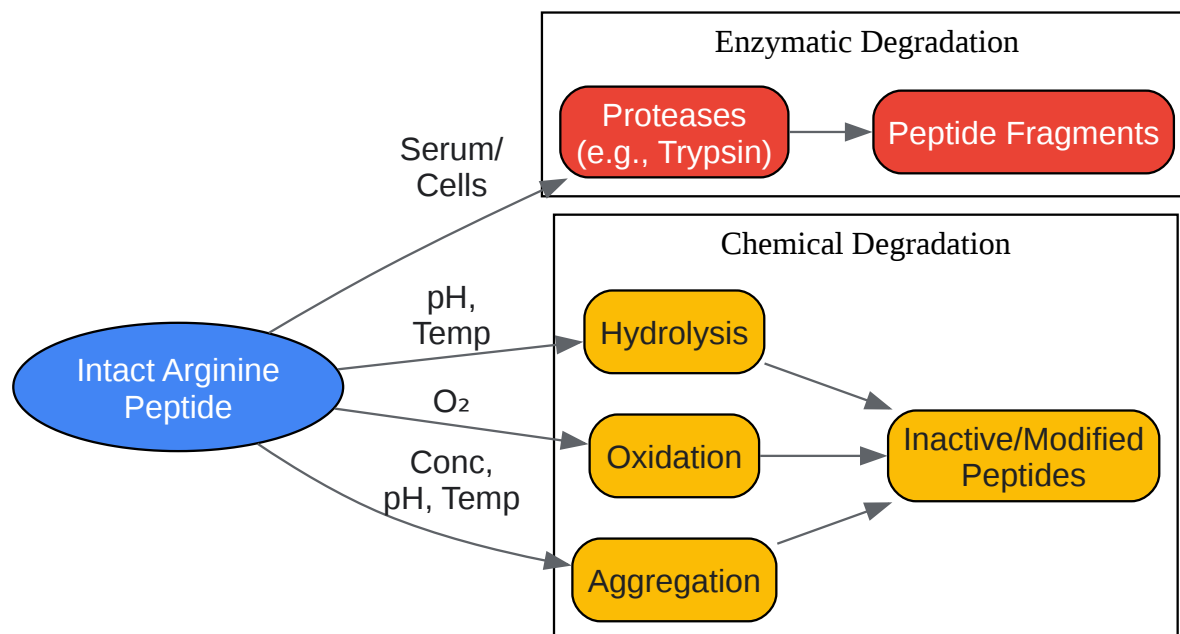 Enzymatic Degradation
Proteases
(e.g., Trypsin)
Peptide Fragments
Serum/
Cells
Chemical Degradation
pH,
Temp
Hydrolysis
Intact Arginine
Peptide
O₂
Oxidation
Inactive/Modified
Peptides
Conc,
pH, Temp
Aggregation